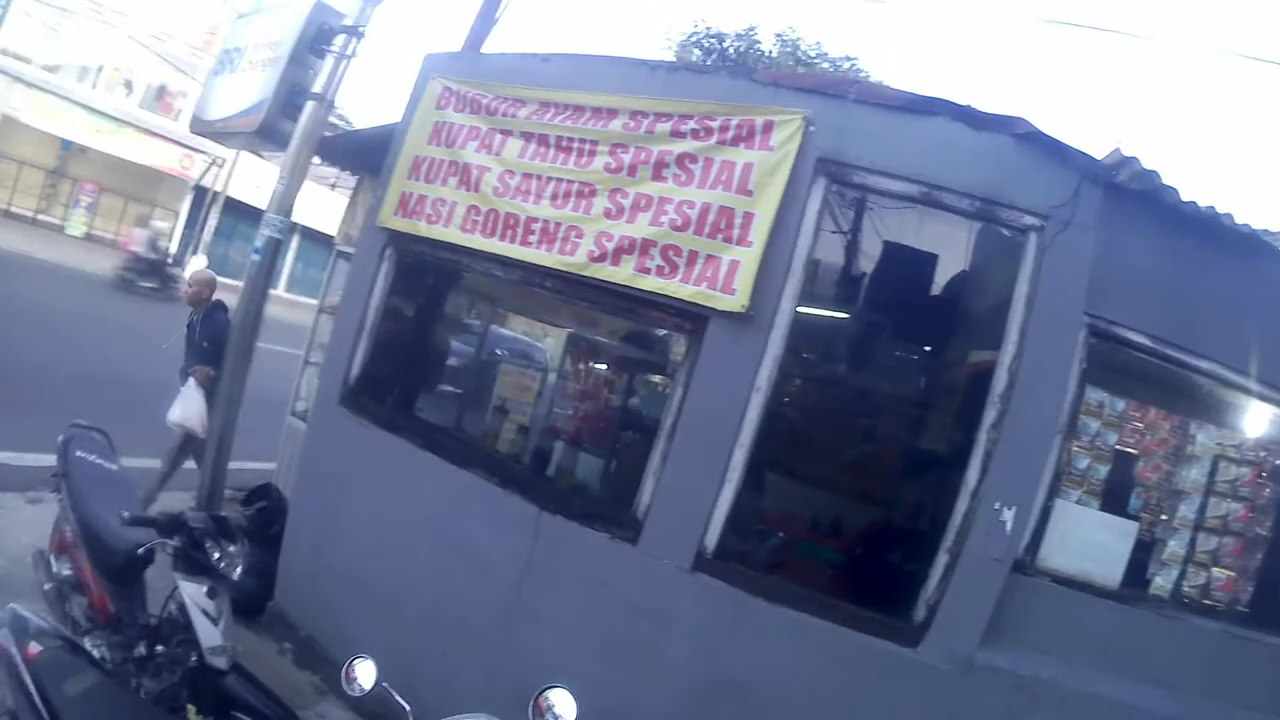 BUBUR AYAM SPESIAL
KUPAT TAHU SPESIAL
KUPAT SAYUR SPESIAL
NASI GORENG SPESIAL